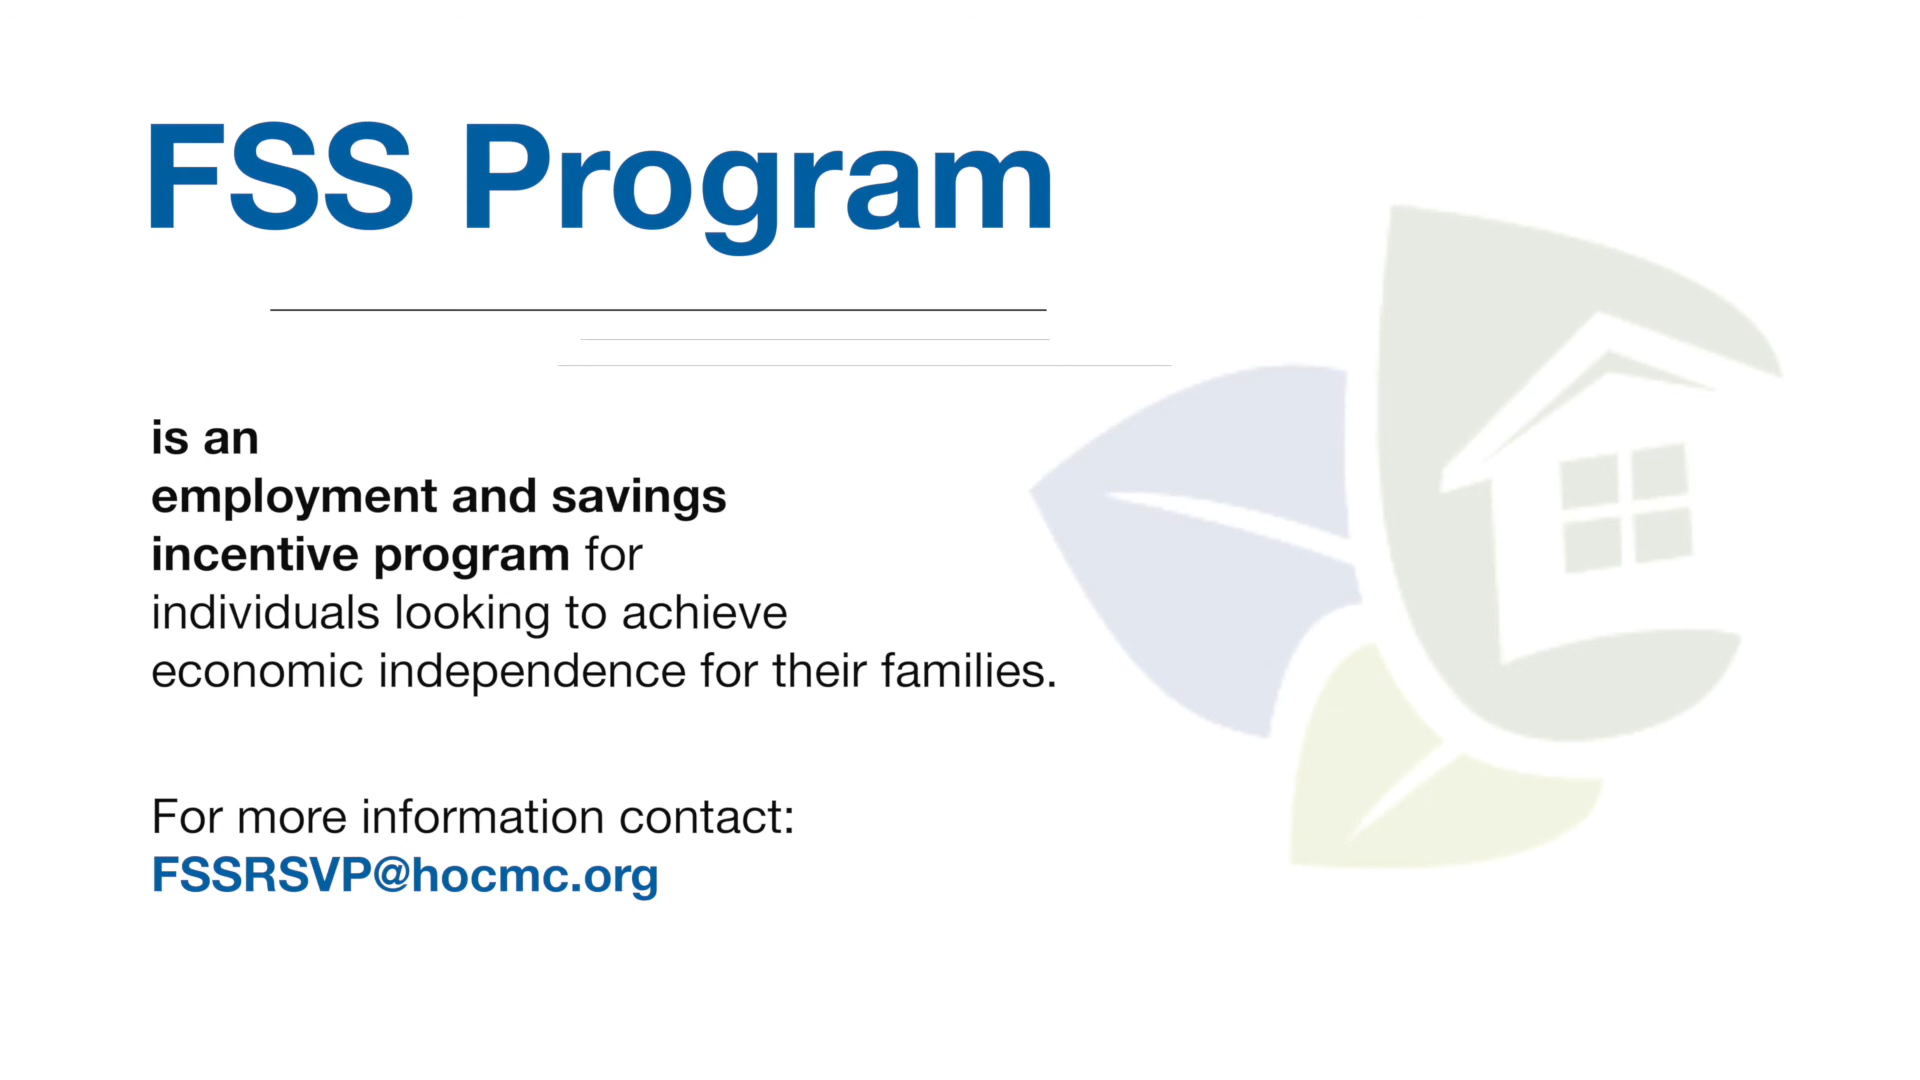 FSS Program
is an
employment and savings
incentive program for
individuals looking to achieve
economic independence for their families.
For more information contact:
FSSRSVP@hocmc.org